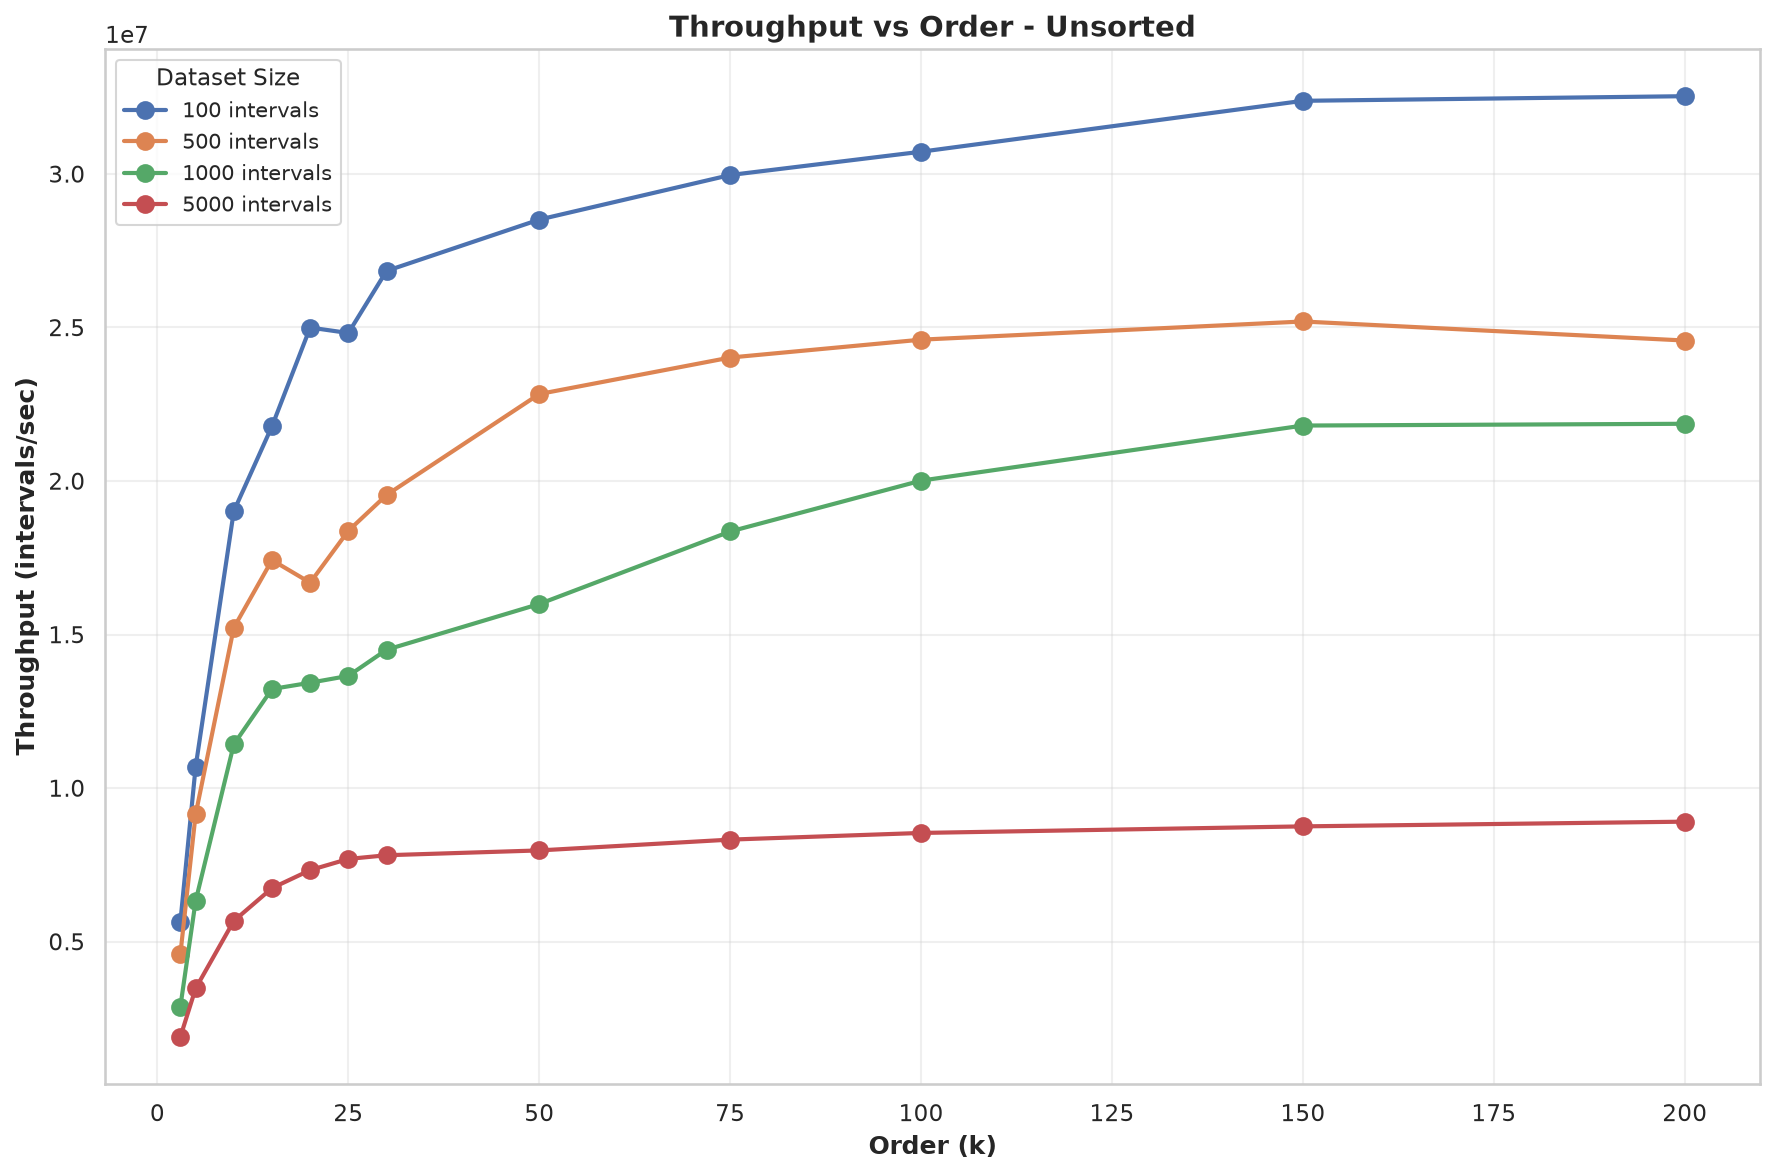 Throughput vs Order - Unsorted
1e7
Dataset Size
100 intervals
500 intervals
1000 intervals
5000 intervals
3.0
2.5
2.0
1.5
1.0
0.5
Throughput (intervals/sec)
0 25 50 75 100 125 150 175 200
Order (k)